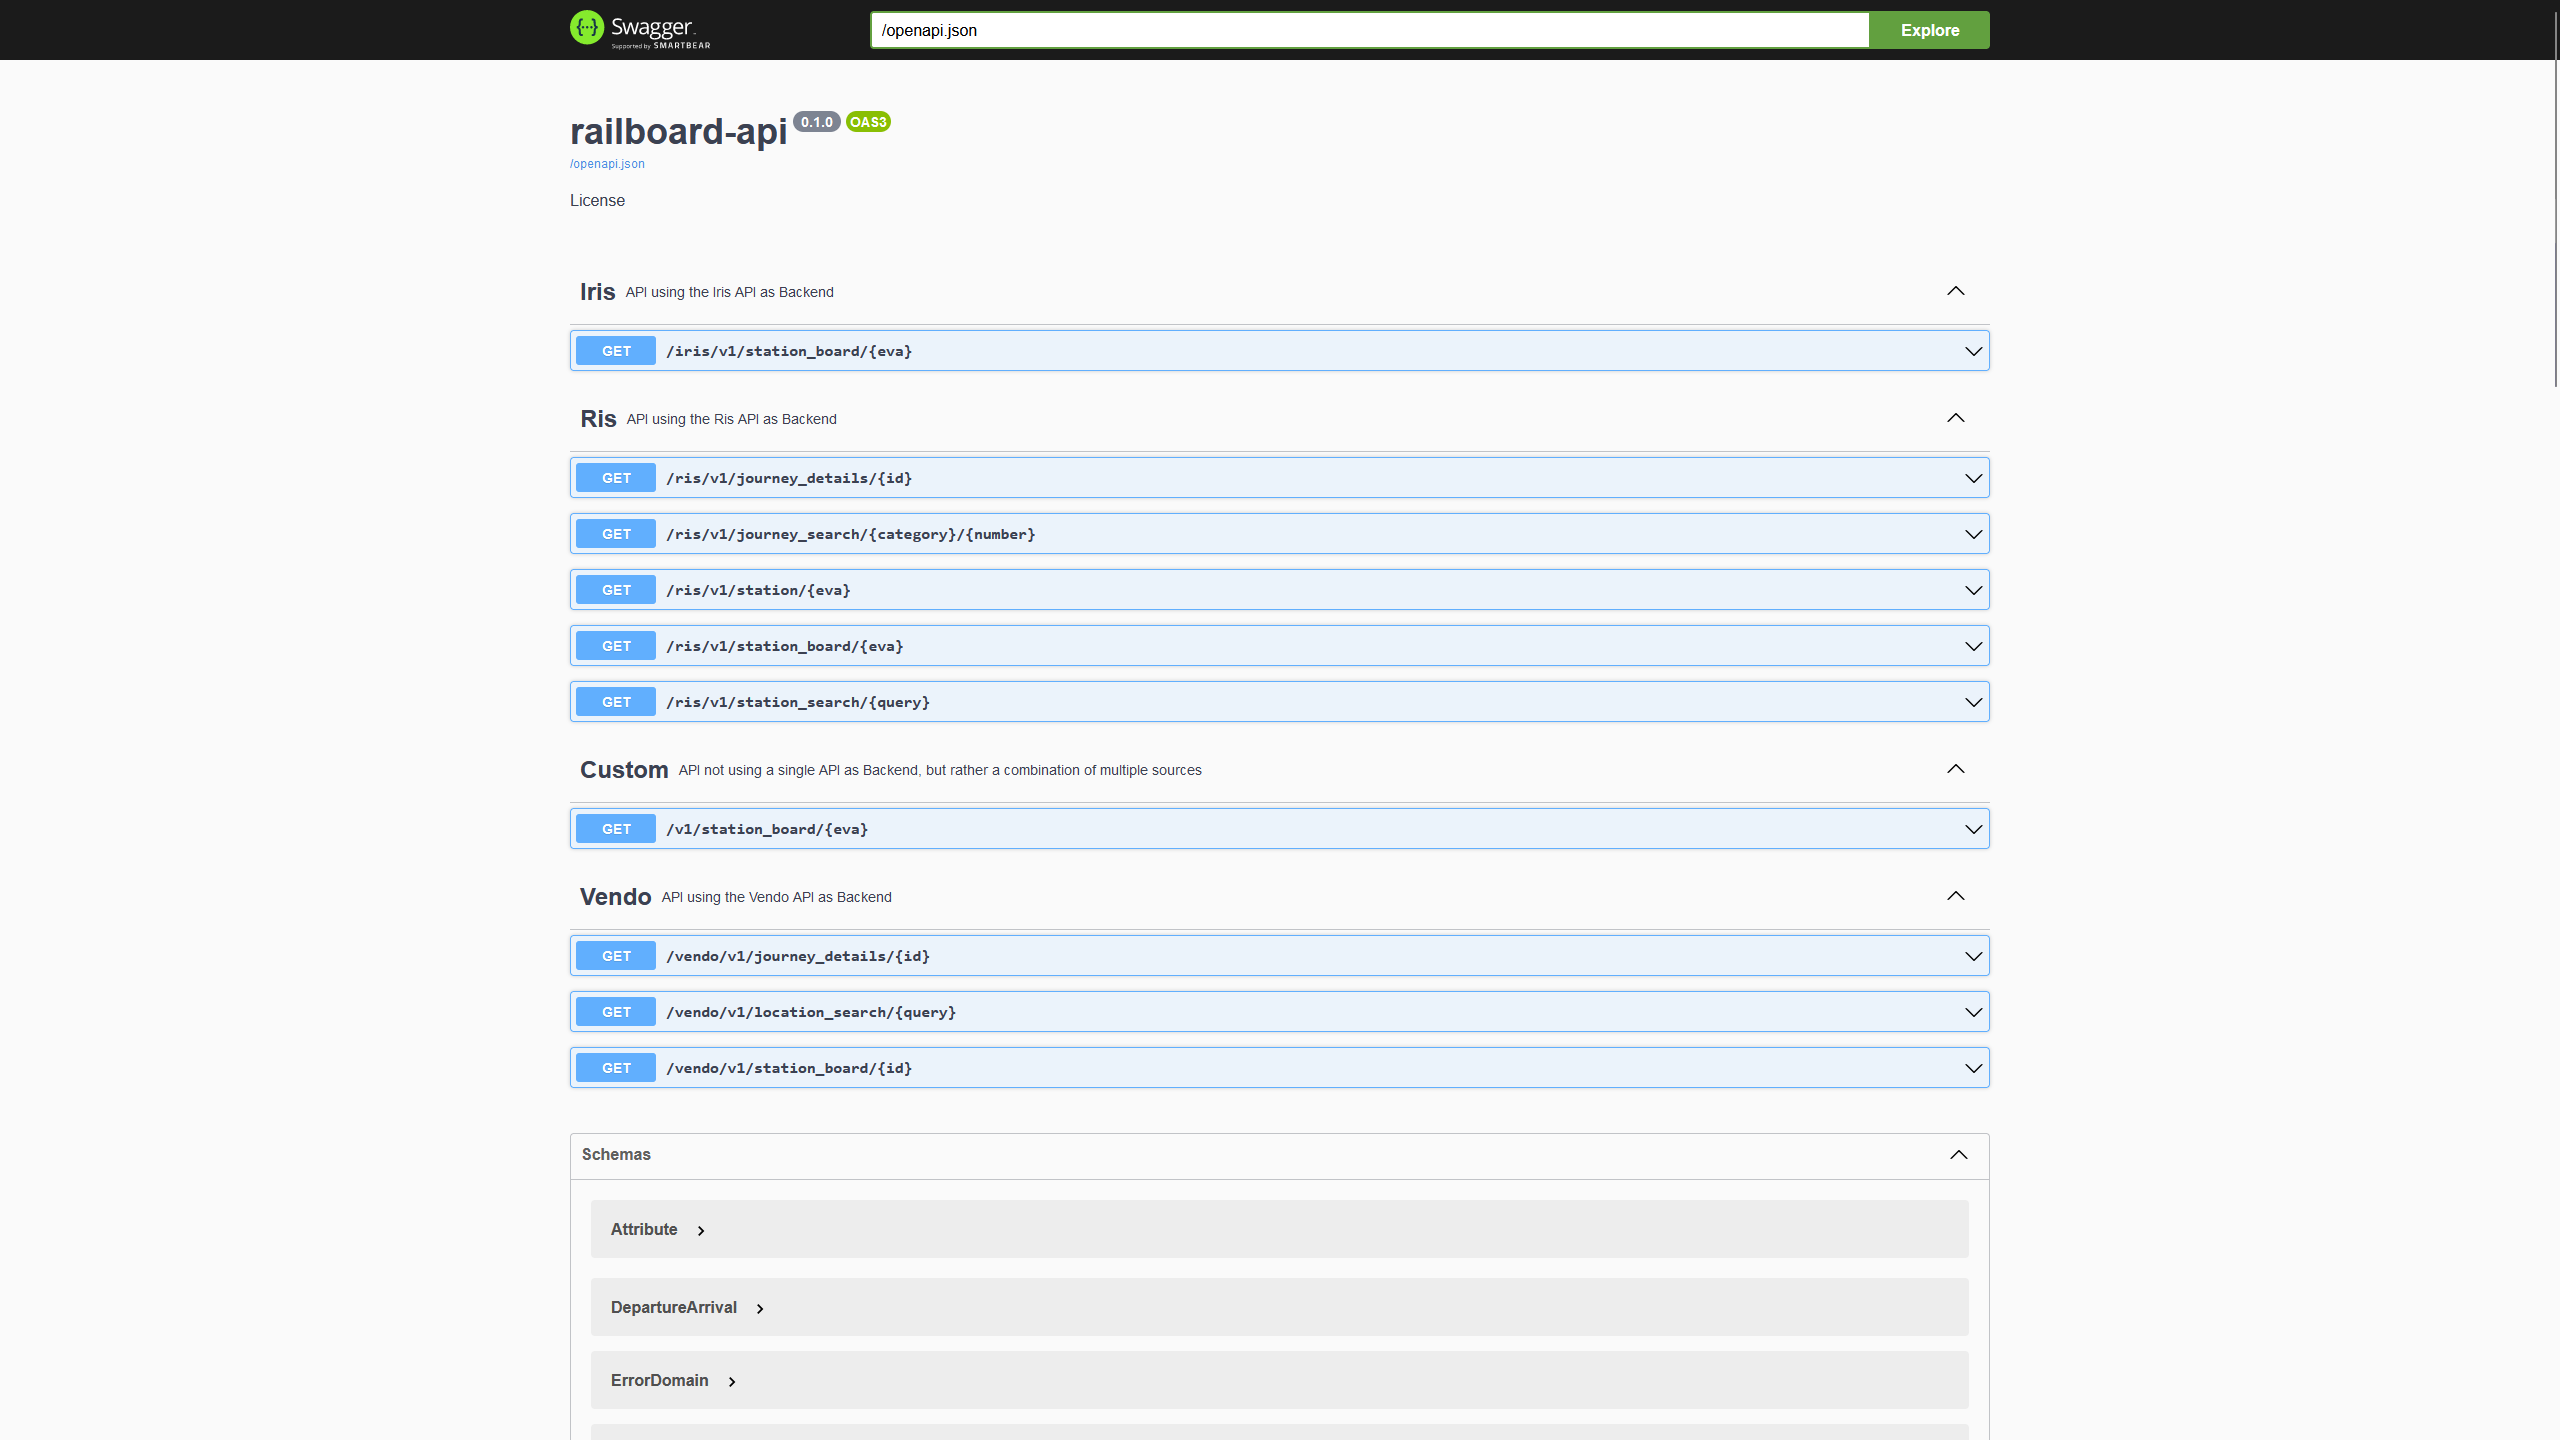 Swagger
Supported by SMARTBEAR
/openapi.json
Explore
railboard-api 0.1.0 OAS3
/openapi.json
License
Iris API using the Iris API as Backend
GET /iris/v1/station_board/{eva}
Ris API using the Ris API as Backend
GET /ris/v1/journey_details/{id}
GET /ris/v1/journey_search/{category}/{number}
GET /ris/v1/station/{eva}
GET /ris/v1/station_board/{eva}
GET /ris/v1/station_search/{query}
Custom API not using a single API as Backend, but rather a combination of multiple sources
GET /v1/station_board/{eva}
Vendo API using the Vendo API as Backend
GET /vendo/v1/journey_details/{id}
GET /vendo/v1/location_search/{query}
GET /vendo/v1/station_board/{id}
Schemas
Attribute
DepartureArrival
ErrorDomain